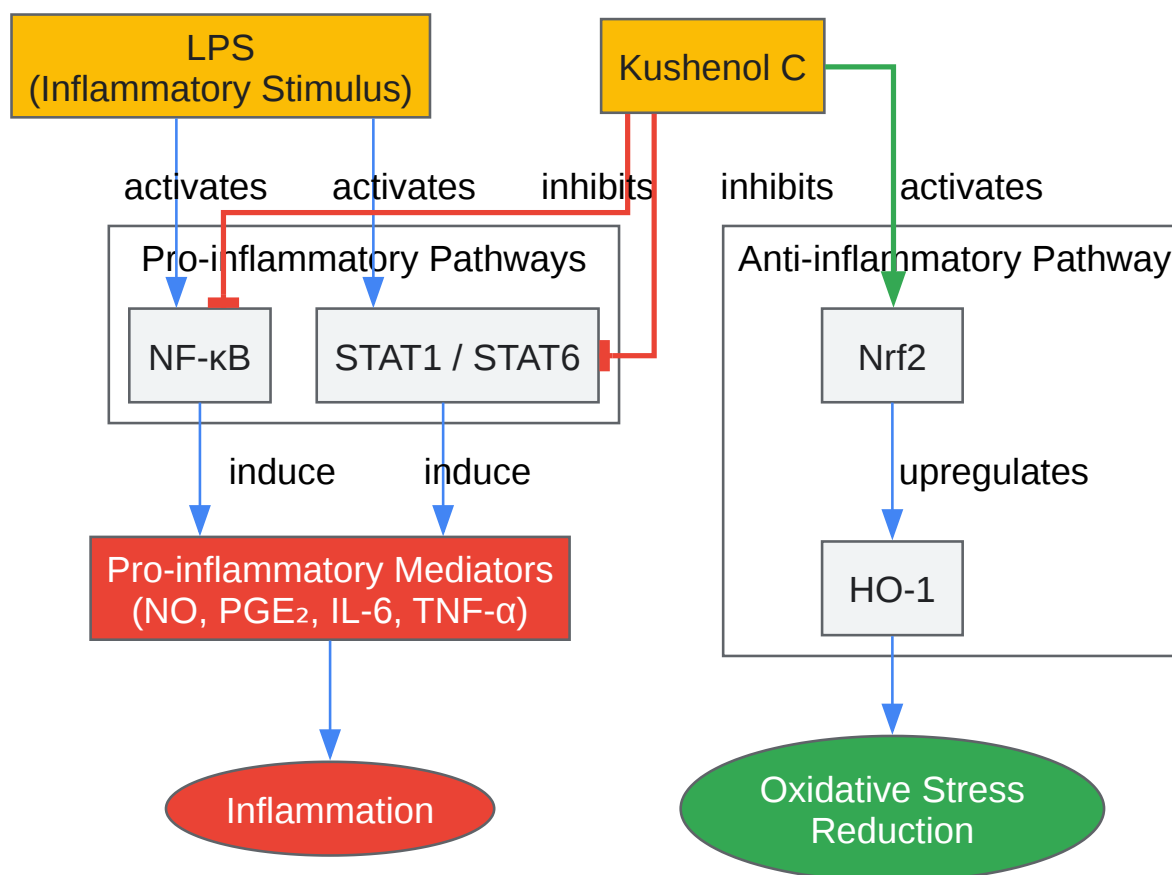 LPS
(Inflammatory Stimulus)
Kushenol C
activates
activates
inhibits
inhibits
activates
Pro-inflammatory Pathways
Anti-inflammatory Pathway
NF-κB
STAT1 / STAT6
Nrf2
induce
induce
upregulates
Pro-inflammatory Mediators
(NO, PGE₂, IL-6, TNF-α)
HO-1
Inflammation
Oxidative Stress
Reduction